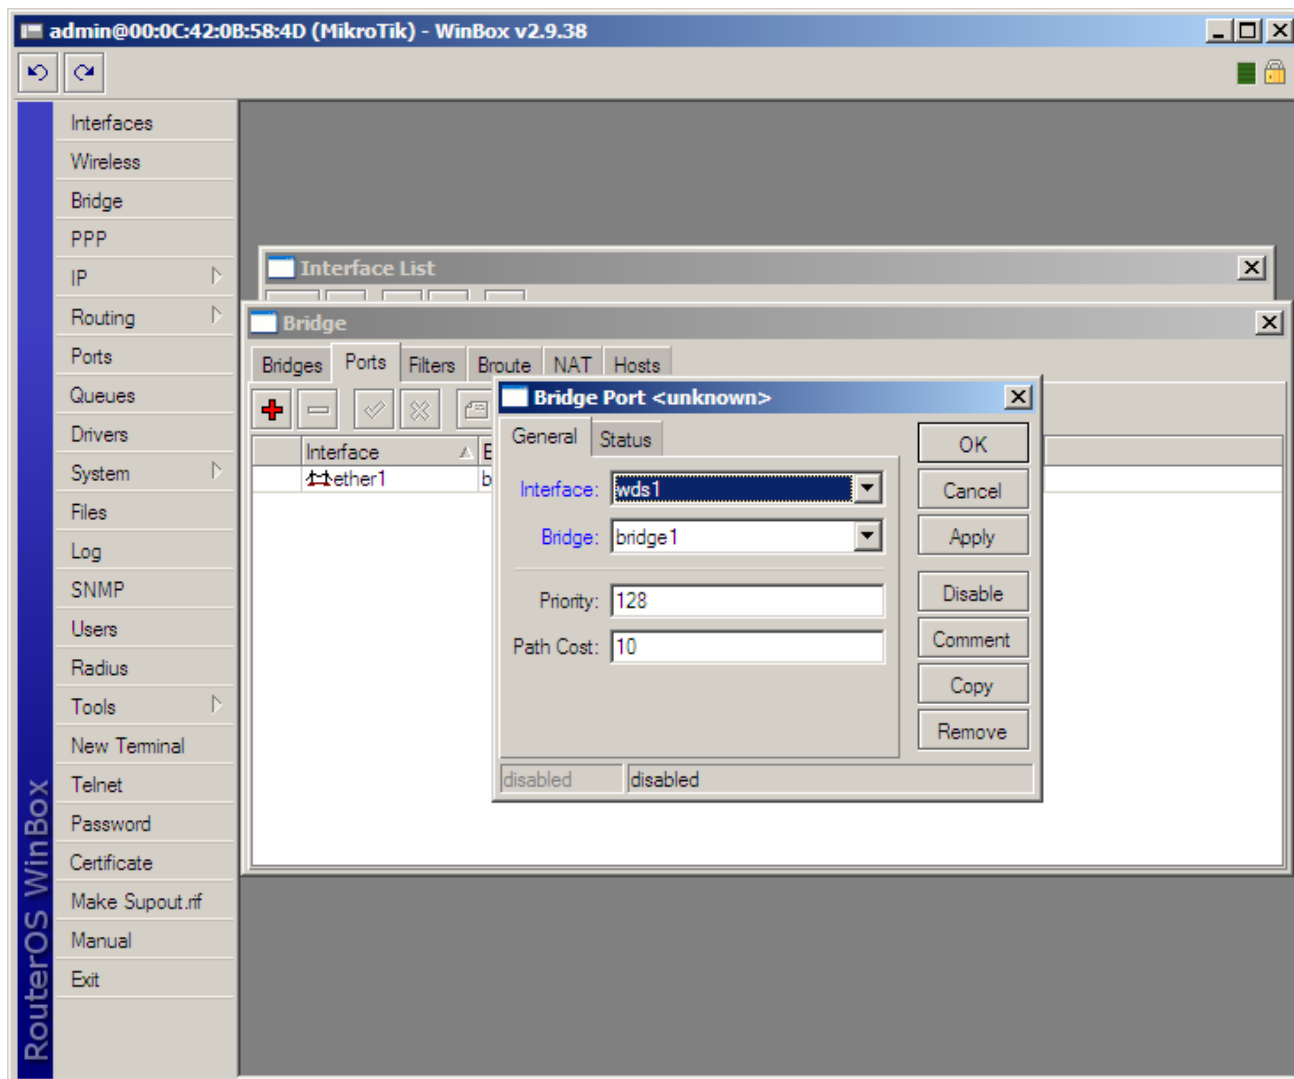 admin@00:0C:42:0B:58:4D (MikroTik) - WinBox v2.9.38
Interfaces
Wireless
Bridge
PPP
IP
Routing
Ports
Queues
Drivers
System
Files
Log
SNMP
Users
Radius
Tools
New Terminal
Telnet
Password
Certificate
Make Supout.rif
Manual
Exit
RouterOS WinBox
Interface List
Bridge
Bridges Ports Filters Broute NAT Hosts
Interface
ether1
Bridge Port <unknown>
General Status
Interface: wds1
Bridge: bridge1
Priority: 128
Path Cost: 10
OK
Cancel
Apply
Disable
Comment
Copy
Remove
disabled disabled